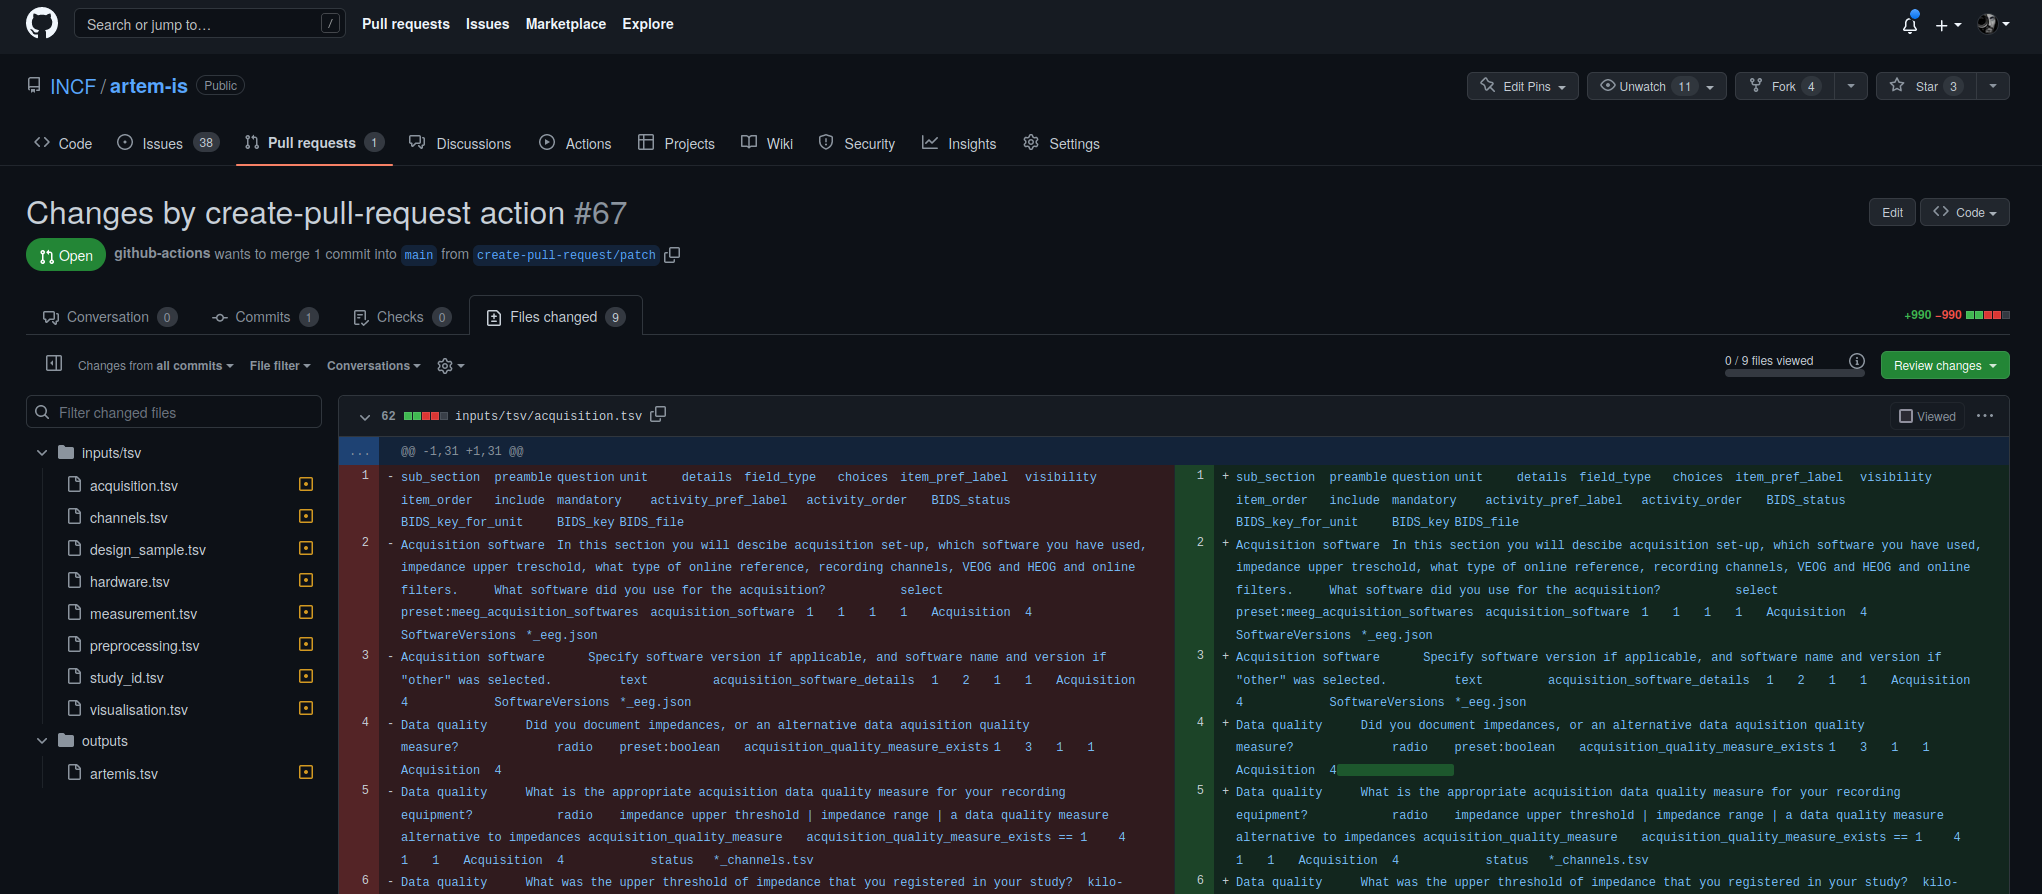 Search or jump to… /
Pull requests Issues Marketplace Explore
INCF / artem-is Public
Edit Pins Unwatch 11 Fork 4 Star 3
Code Issues 38 Pull requests 1 Discussions Actions Projects Wiki Security Insights Settings
Changes by create-pull-request action #67
Edit <> Code
Open github-actions wants to merge 1 commit into main from create-pull-request/patch
Conversation 0 Commits 1 Checks 0 Files changed 9
+990 −990
Changes from all commits File filter Conversations
0 / 9 files viewed
Review changes
Filter changed files
inputs/tsv
acquisition.tsv
channels.tsv
design_sample.tsv
hardware.tsv
measurement.tsv
preprocessing.tsv
study_id.tsv
visualisation.tsv
outputs
artemis.tsv
62 inputs/tsv/acquisition.tsv
Viewed ...
... @@ -1,31 +1,31 @@
1 - sub_section preamble question unit details field_type choices item_pref_label visibility
item_order include mandatory activity_pref_label activity_order BIDS_status
BIDS_key_for_unit BIDS_key BIDS_file
2 - Acquisition software In this section you will descibe acquisition set-up, which software you have used,
impedance upper treschold, what type of online reference, recording channels, VEOG and HEOG and online
filters. What software did you use for the acquisition? select
preset:meeg_acquisition_softwares acquisition_software 1 1 1 1 Acquisition 4
SoftwareVersions *_eeg.json
3 - Acquisition software Specify software version if applicable, and software name and version if
"other" was selected. text acquisition_software_details 1 2 1 1 Acquisition
4 SoftwareVersions *_eeg.json
4 - Data quality Did you document impedances, or an alternative data aquisition quality
measure? radio preset:boolean acquisition_quality_measure_exists 1 3 1 1
Acquisition 4
5 - Data quality What is the appropriate acquisition data quality measure for your recording
equipment? radio impedance upper threshold | impedance range | a data quality measure
alternative to impedances acquisition_quality_measure acquisition_quality_measure_exists == 1 4
1 1 Acquisition 4 status *_channels.tsv
6 - Data quality What was the upper threshold of impedance that you registered in your study? kilo-
1 + sub_section preamble question unit details field_type choices item_pref_label visibility
item_order include mandatory activity_pref_label activity_order BIDS_status
BIDS_key_for_unit BIDS_key BIDS_file
2 + Acquisition software In this section you will descibe acquisition set-up, which software you have used,
impedance upper treschold, what type of online reference, recording channels, VEOG and HEOG and online
filters. What software did you use for the acquisition? select
preset:meeg_acquisition_softwares acquisition_software 1 1 1 1 Acquisition 4
SoftwareVersions *_eeg.json
3 + Acquisition software Specify software version if applicable, and software name and version if
"other" was selected. text acquisition_software_details 1 2 1 1 Acquisition
4 SoftwareVersions *_eeg.json
4 + Data quality Did you document impedances, or an alternative data aquisition quality
measure? radio preset:boolean acquisition_quality_measure_exists 1 3 1 1
Acquisition 4
5 + Data quality What is the appropriate acquisition data quality measure for your recording
equipment? radio impedance upper threshold | impedance range | a data quality measure
alternative to impedances acquisition_quality_measure acquisition_quality_measure_exists == 1 4
1 1 Acquisition 4 status *_channels.tsv
6 + Data quality What was the upper threshold of impedance that you registered in your study? kilo-